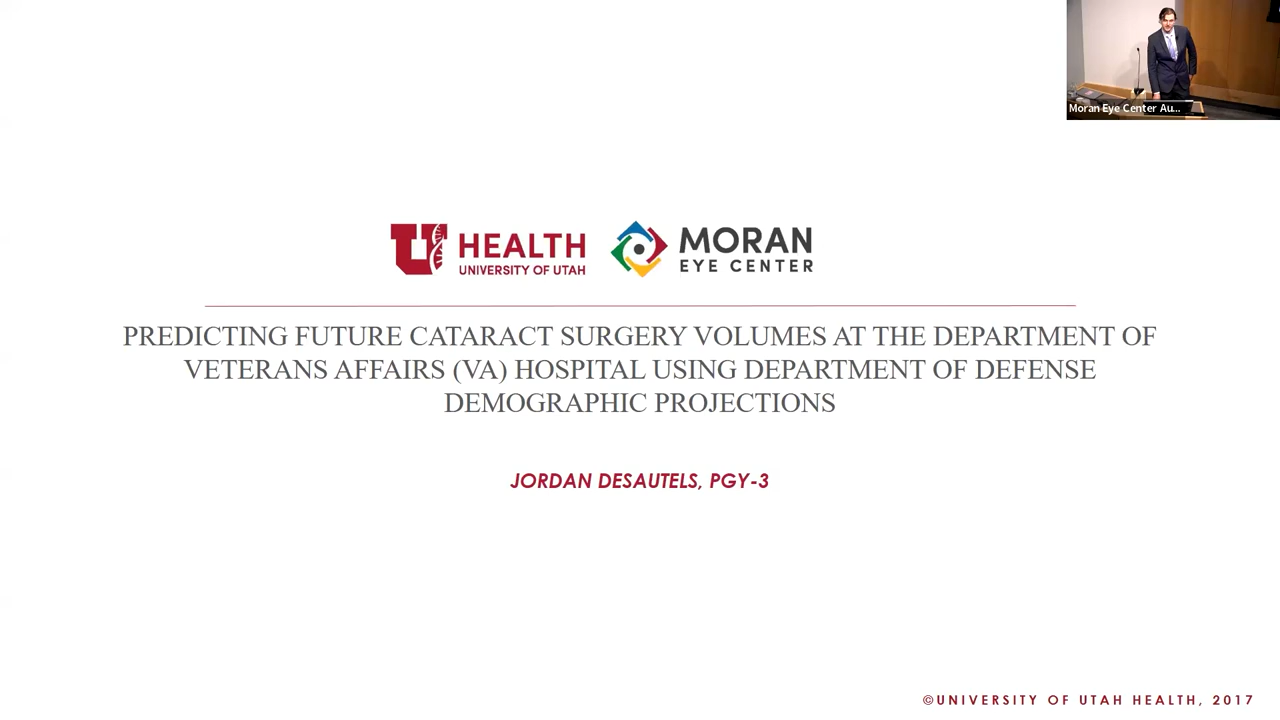 Moran Eye Center Au...
HEALTH
UNIVERSITY OF UTAH
MORAN
EYE CENTER
PREDICTING FUTURE CATARACT SURGERY VOLUMES AT THE DEPARTMENT OF
VETERANS AFFAIRS (VA) HOSPITAL USING DEPARTMENT OF DEFENSE
DEMOGRAPHIC PROJECTIONS
JORDAN DESAUTELS, PGY-3
©UNIVERSITY OF UTAH HEALTH, 2017